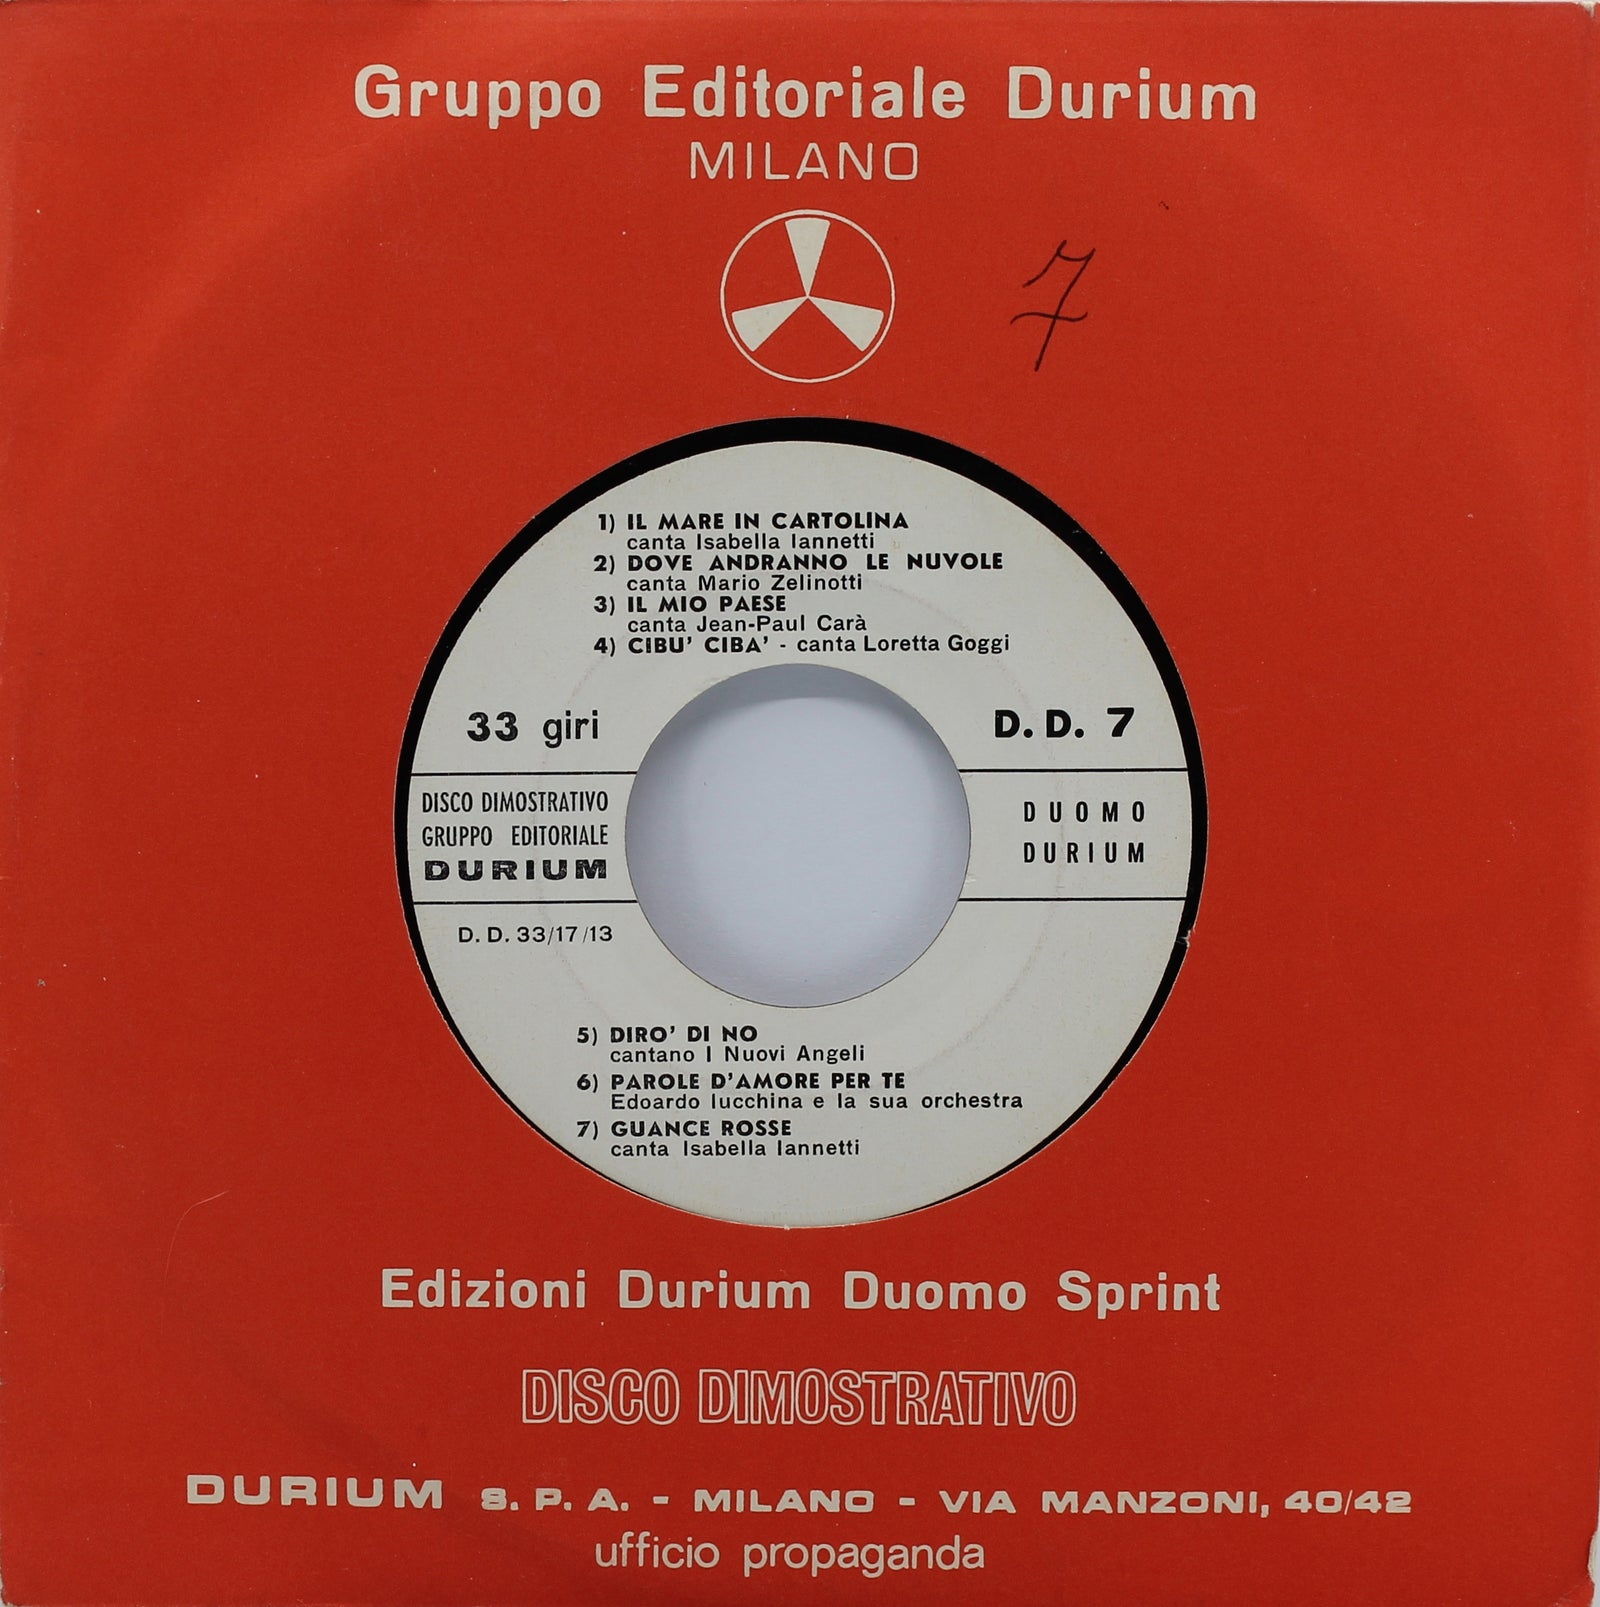 Gruppo Editoriale Durium
MILANO
7
1) IL MARE IN CARTOLINA
canta Isabella Iannetti
2) DOVE ANDRANNO LE NUVOLE
canta Mario Zelinotti
3) IL MIO PAESE
canta Jean-Paul Carà
4) CIBU' CIBA' - canta Loretta Goggi
33 giri
D. D. 7
DISCO DIMOSTRATIVO
GRUPPO EDITORIALE
DURIUM
DUOMO
DURIUM
D. D. 33/17/13
5) DIRO' DI NO
cantano I Nuovi Angeli
6) PAROLE D'AMORE PER TE
Edoardo lucchina e la sua orchestra
7) GUANCE ROSSE
canta Isabella Iannetti
Edizioni Durium Duomo Sprint
DISCO DIMOSTRATIVO
DURIUM S. P. A. - MILANO - VIA MANZONI, 40/42
ufficio propaganda